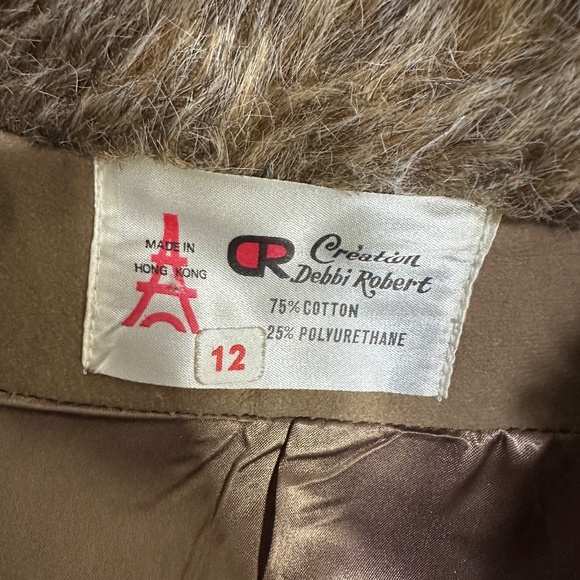 MADE IN
HONG KONG
CR Création
Debbi Robert
75% COTTON
25% POLYURETHANE
12